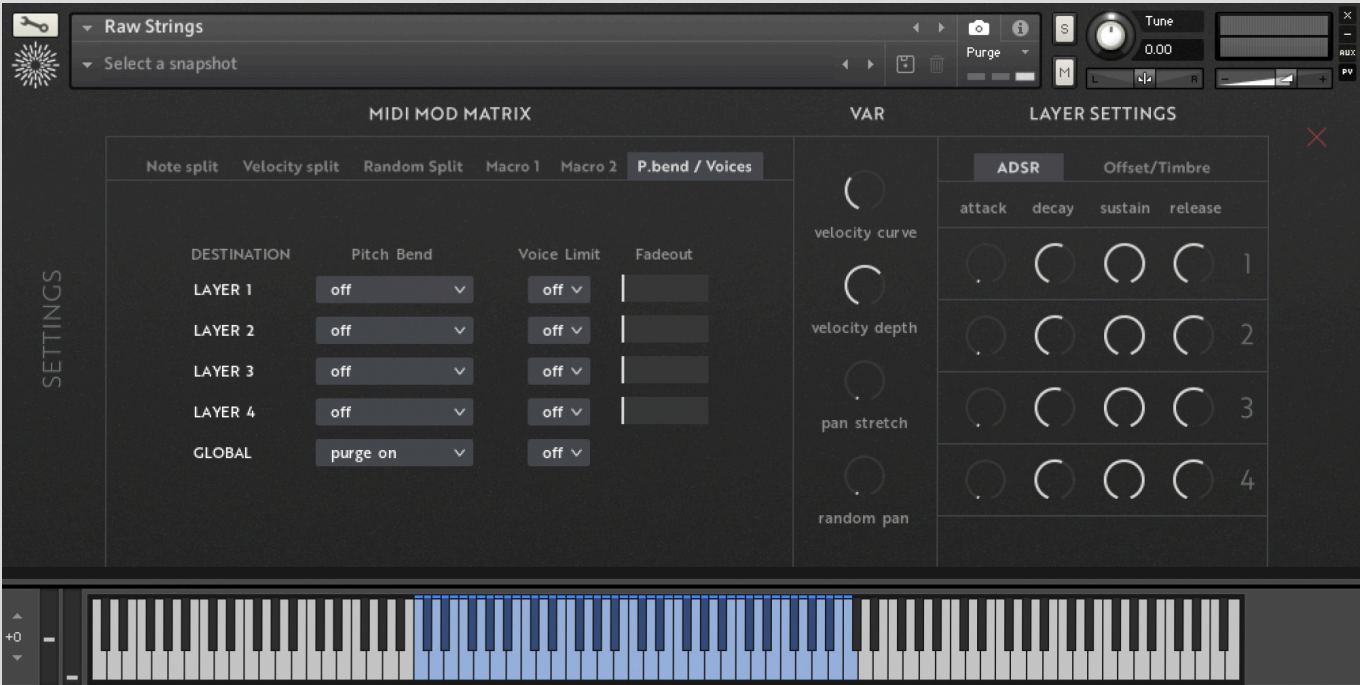 Raw Strings
Select a snapshot
Purge
S
M
Tune
0.00
L R
- +
×
-
AUX
PV
MIDI MOD MATRIX
VAR
LAYER SETTINGS
Note split Velocity split Random Split Macro 1 Macro 2 P.bend / Voices
ADSR Offset/Timbre
attack decay sustain release
velocity curve
velocity depth
pan stretch
random pan
1
2
3
4
SETTINGS
DESTINATION Pitch Bend Voice Limit Fadeout
LAYER 1 off off
LAYER 2 off off
LAYER 3 off off
LAYER 4 off off
GLOBAL purge on off
+0